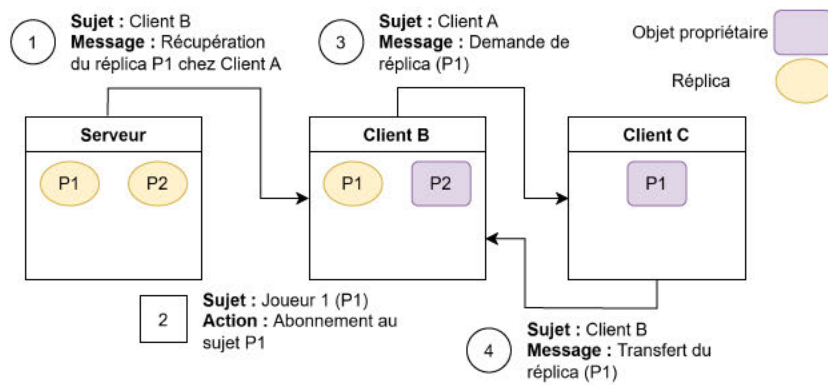 1
Sujet : Client B
Message : Récupération
du réplica P1 chez Client A
3
Sujet : Client A
Message : Demande de
réplica (P1)
Objet propriétaire
Réplica
Serveur
P1
P2
Client B
P1
P2
Client C
P1
2
Sujet : Joueur 1 (P1)
Action : Abonnement au
sujet P1
4
Sujet : Client B
Message : Transfert du
réplica (P1)